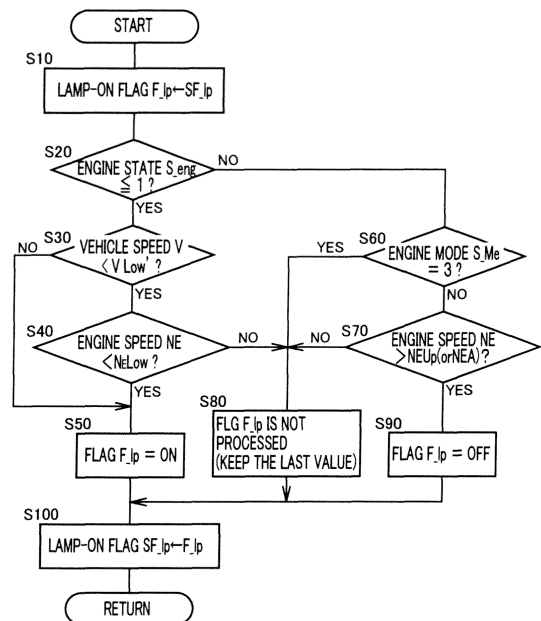 START
S10
LAMP-ON FLAG F_lp←SF_lp
S20
ENGINE STATE S_eng
≦ 1 ?
NO
YES
S30
NO
VEHICLE SPEED V
< V Low' ?
YES
S60
YES
ENGINE MODE S_Me
= 3 ?
NO
S40
ENGINE SPEED NE
<NELow ?
NO
YES
S70
NO
ENGINE SPEED NE
>NEUp(orNEA)?
YES
S50
FLAG F_lp = ON
S80
FLG F_lp IS NOT
PROCESSED
(KEEP THE LAST VALUE)
S90
FLAG F_lp = OFF
S100
LAMP-ON FLAG SF_lp←F_lp
RETURN